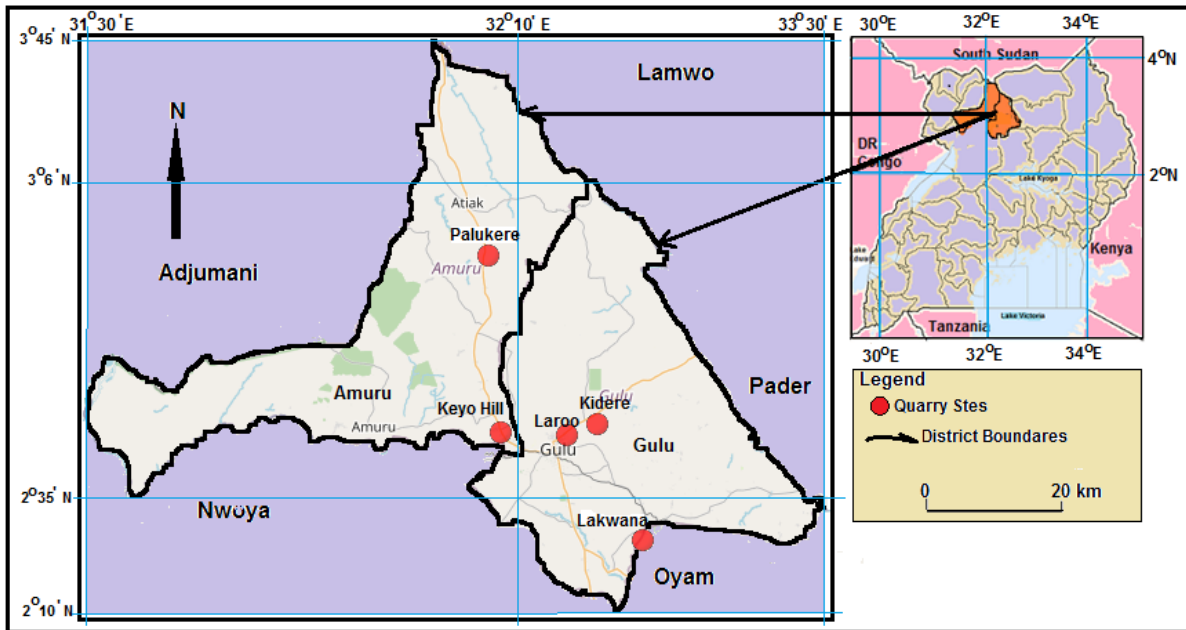 31°30′ E
32°10′ E
33°30′ E
3°45′ N
3°6′ N
2°35′ N
2°10′ N
N
Lamwo
Adjumani
Atiak
Palukere
Amuru
Pader
Amuru
Amuru
Keyo Hill
Laroo
Kidere
Gulu
Gulu
Gulu
Nwoya
Lakwana
Oyam
30°E
32°E
34°E
South Sudan
4°N
DR
Congo
2°N
Lake Kyoga
Kenya
Lake
Lake Victoria
Tanzania
30°E
32°E
34°E
Legend
Quarry Stes
District Boundares
0
20 km